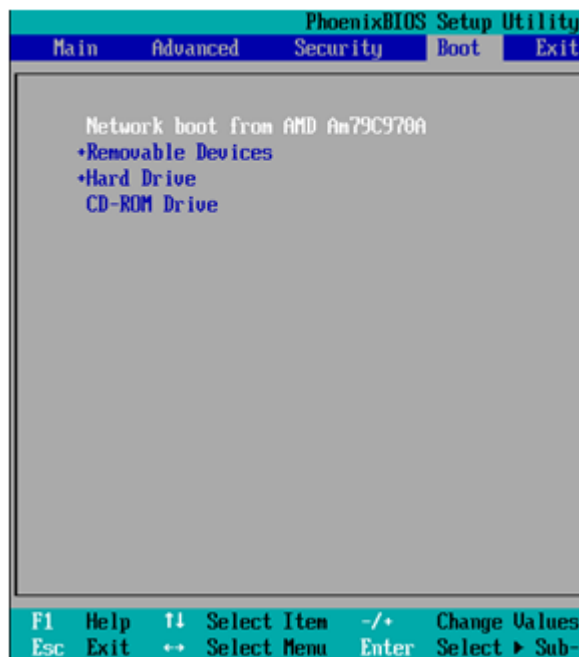 PhoenixBIOS Setup Utility
Main Advanced Security Boot Exit
Network boot from AMD Am79C970A
+Removable Devices
+Hard Drive
CD-ROM Drive
F1 Help ↑↓ Select Item -/+ Change Values
Esc Exit ↔ Select Menu Enter Select ▶ Sub-